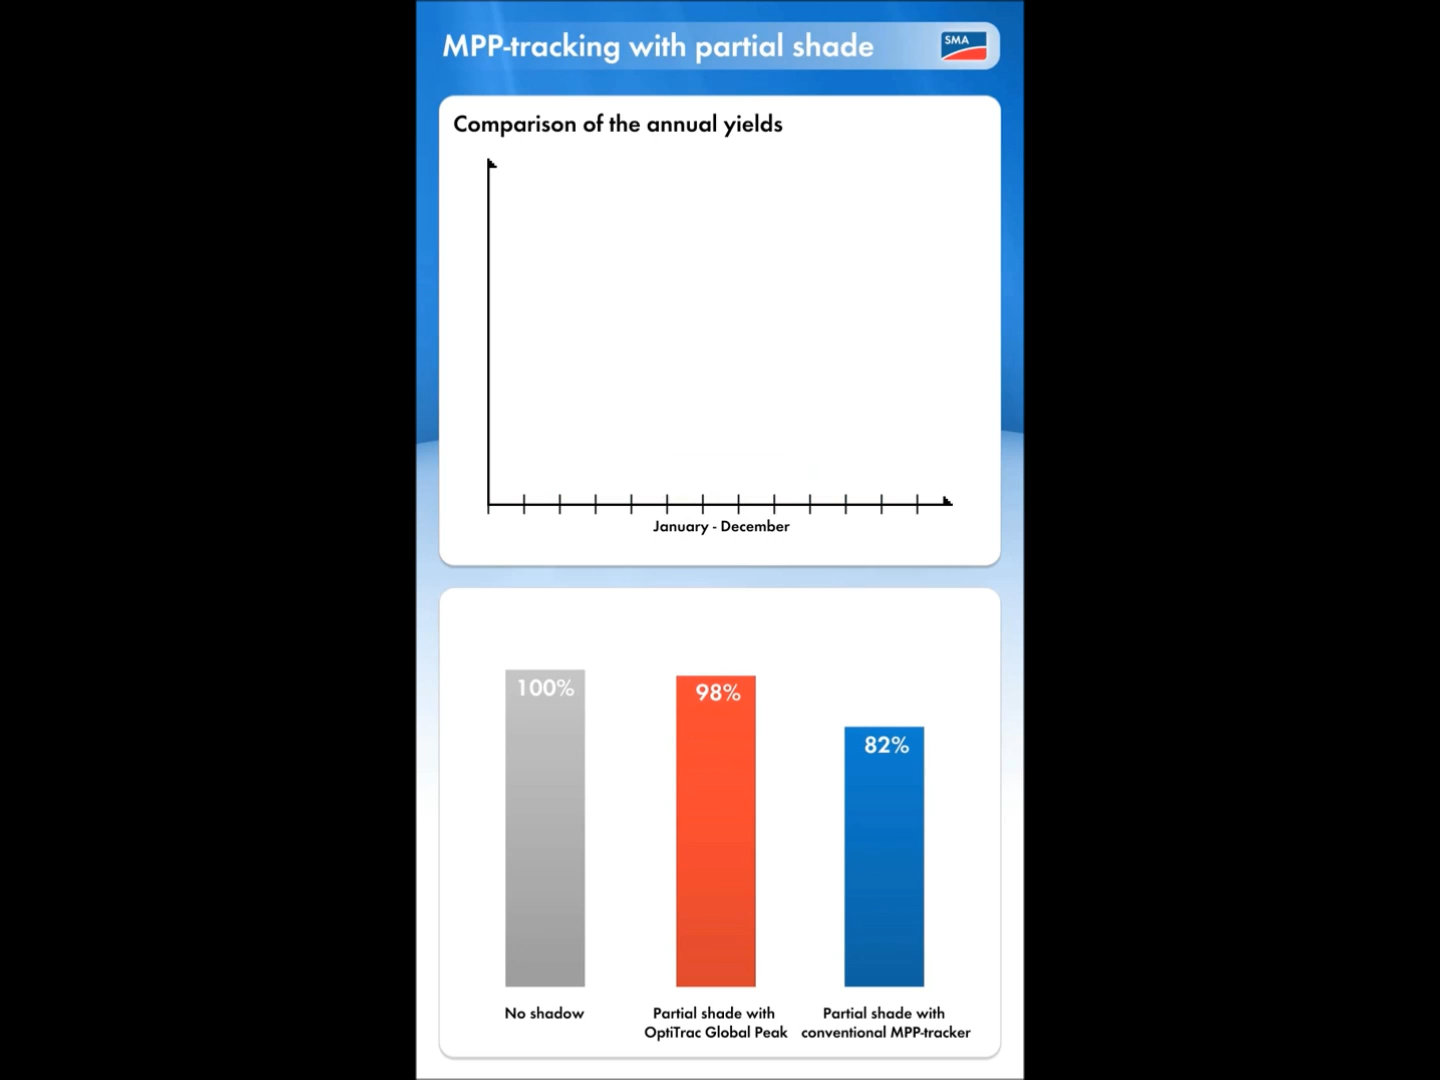 MPP-tracking with partial shade
SMA
Comparison of the annual yields
January - December
100%
98%
82%
No shadow
Partial shade with
OptiTrac Global Peak
Partial shade with
conventional MPP-tracker